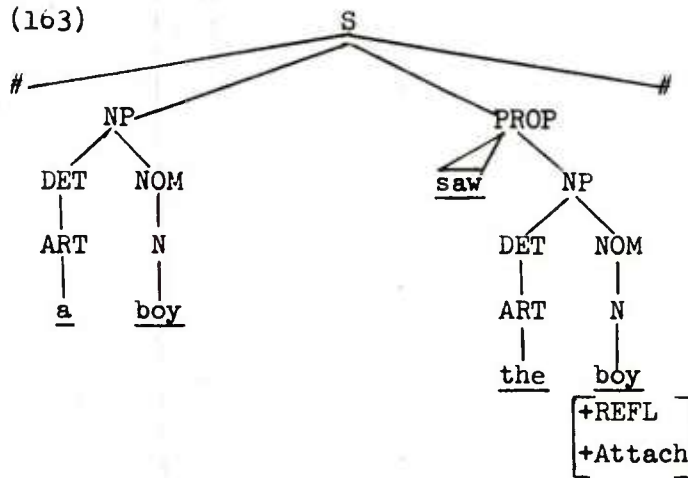 (163)
S
# #
NP PROP
DET NOM saw NP
ART N DET NOM
a boy ART N
the boy
[+REFL
+Attach]